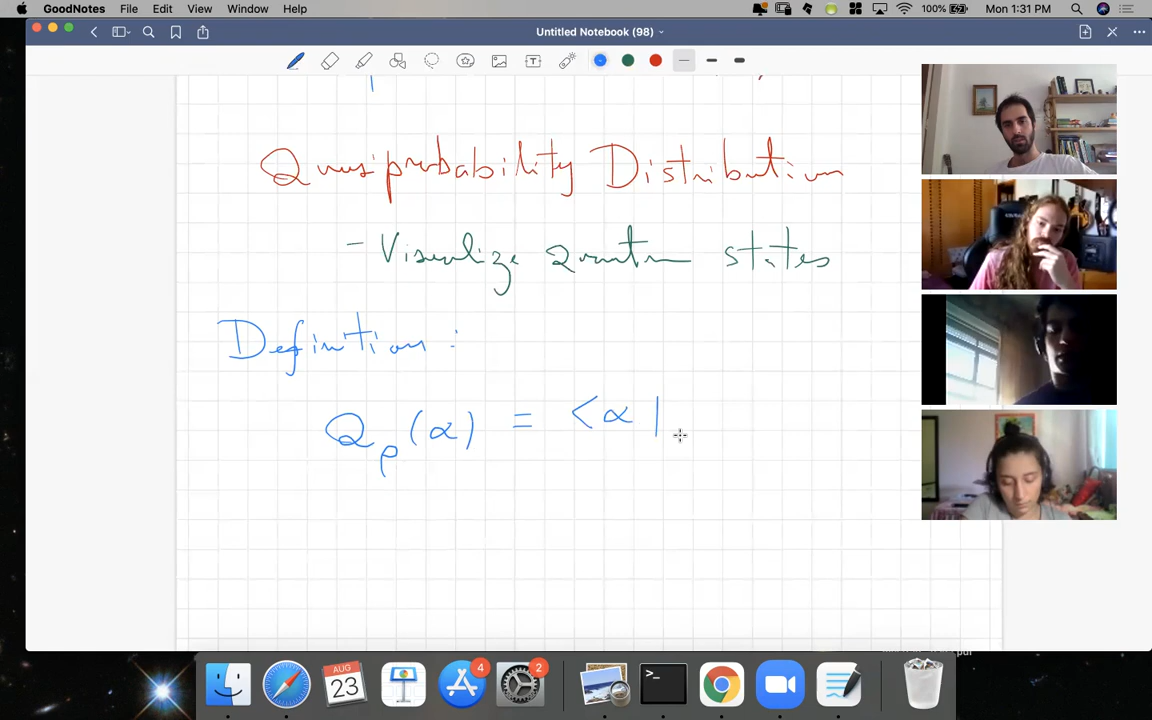 GoodNotes File Edit View Window Help 100% Mon 1:31 PM
Untitled Notebook (98)
Quasiprobability Distribution
- Visualize Quantum states
Definition :
Q_ρ(α) = <α|
4
2
AUG
23
pdf